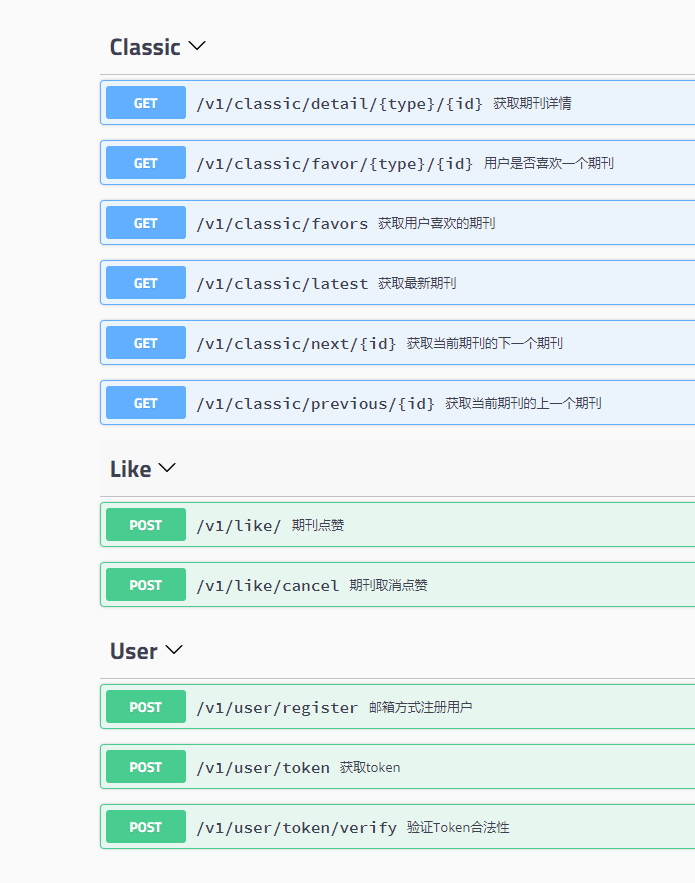 Classic
GET /v1/classic/detail/{type}/{id} 获取期刊详情
GET /v1/classic/favor/{type}/{id} 用户是否喜欢一个期刊
GET /v1/classic/favors 获取用户喜欢的期刊
GET /v1/classic/latest 获取最新期刊
GET /v1/classic/next/{id} 获取当前期刊的下一个期刊
GET /v1/classic/previous/{id} 获取当前期刊的上一个期刊
Like
POST /v1/like/ 期刊点赞
POST /v1/like/cancel 期刊取消点赞
User
POST /v1/user/register 邮箱方式注册用户
POST /v1/user/token 获取token
POST /v1/user/token/verify 验证Token合法性